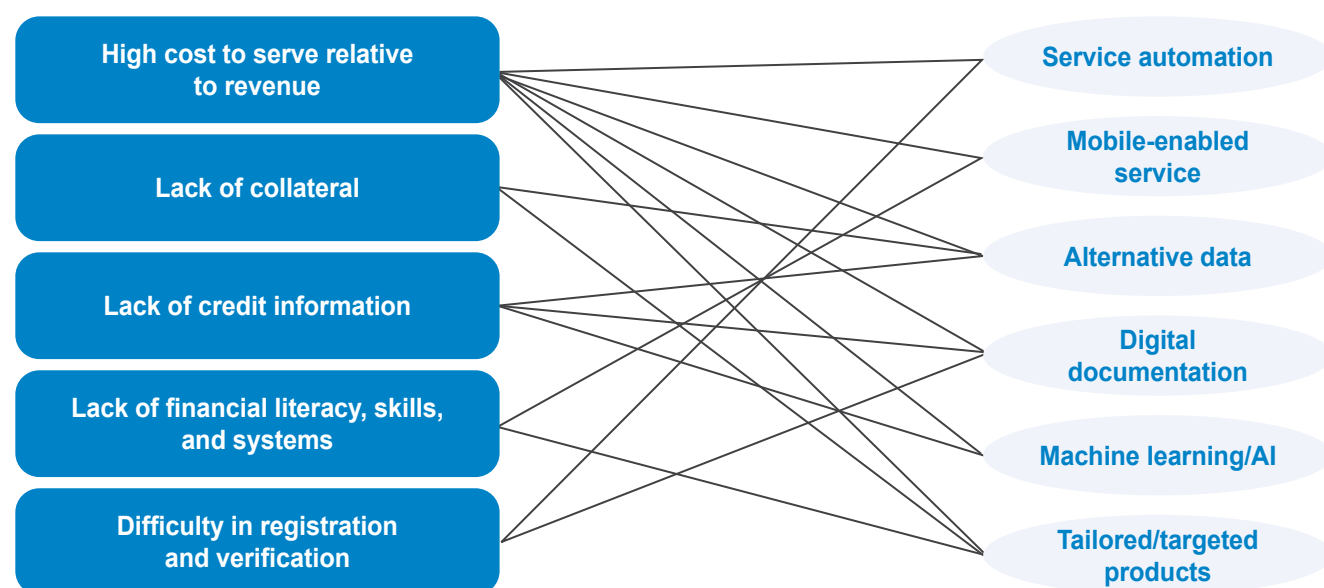 High cost to serve relative
to revenue
Lack of collateral
Lack of credit information
Lack of financial literacy, skills,
and systems
Difficulty in registration
and verification
Service automation
Mobile-enabled
service
Alternative data
Digital
documentation
Machine learning/AI
Tailored/targeted
products